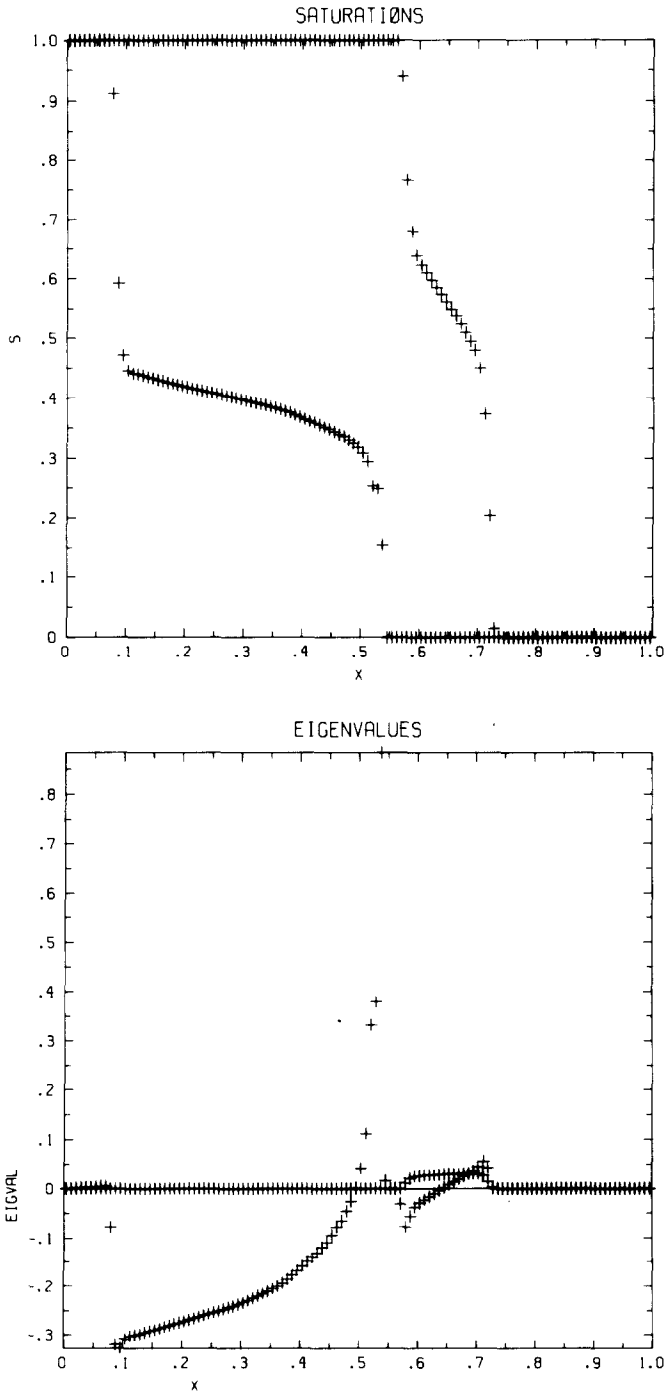 SATURATIØNS
1.0
.9
.8
.7
.6
S
.5
.4
.3
.2
.1
0
0 .1 .2 .3 .4 .5 .6 .7 .8 .9 1.0
X
EIGENVALUES
.8
.7
.6
.5
.4
.3
.2
.1
0
EIGVAL
-.1
-.2
-.3
0 .1 .2 .3 .4 .5 .6 .7 .8 .9 1.0
X